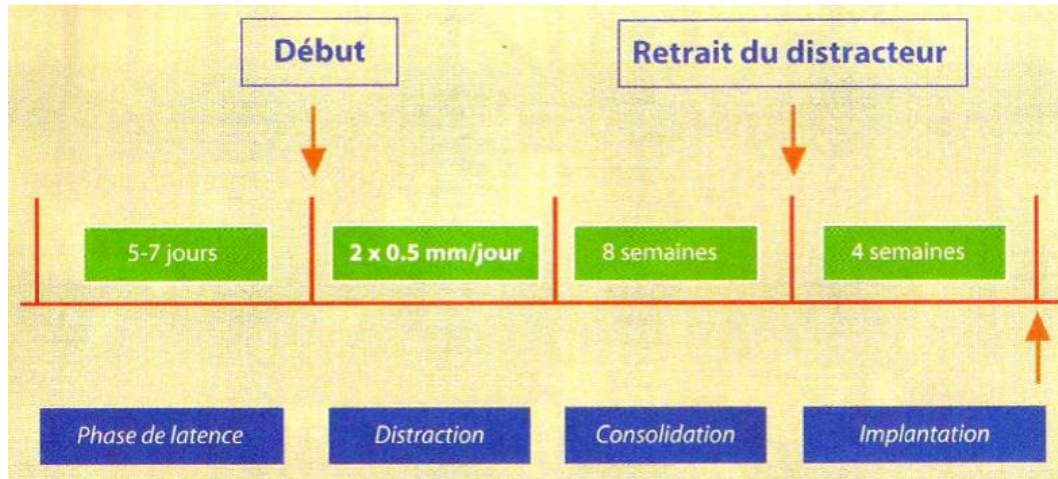 Début
Retrait du distracteur
5-7 jours
2 x 0.5 mm/jour
8 semaines
4 semaines
Phase de latence
Distraction
Consolidation
Implantation